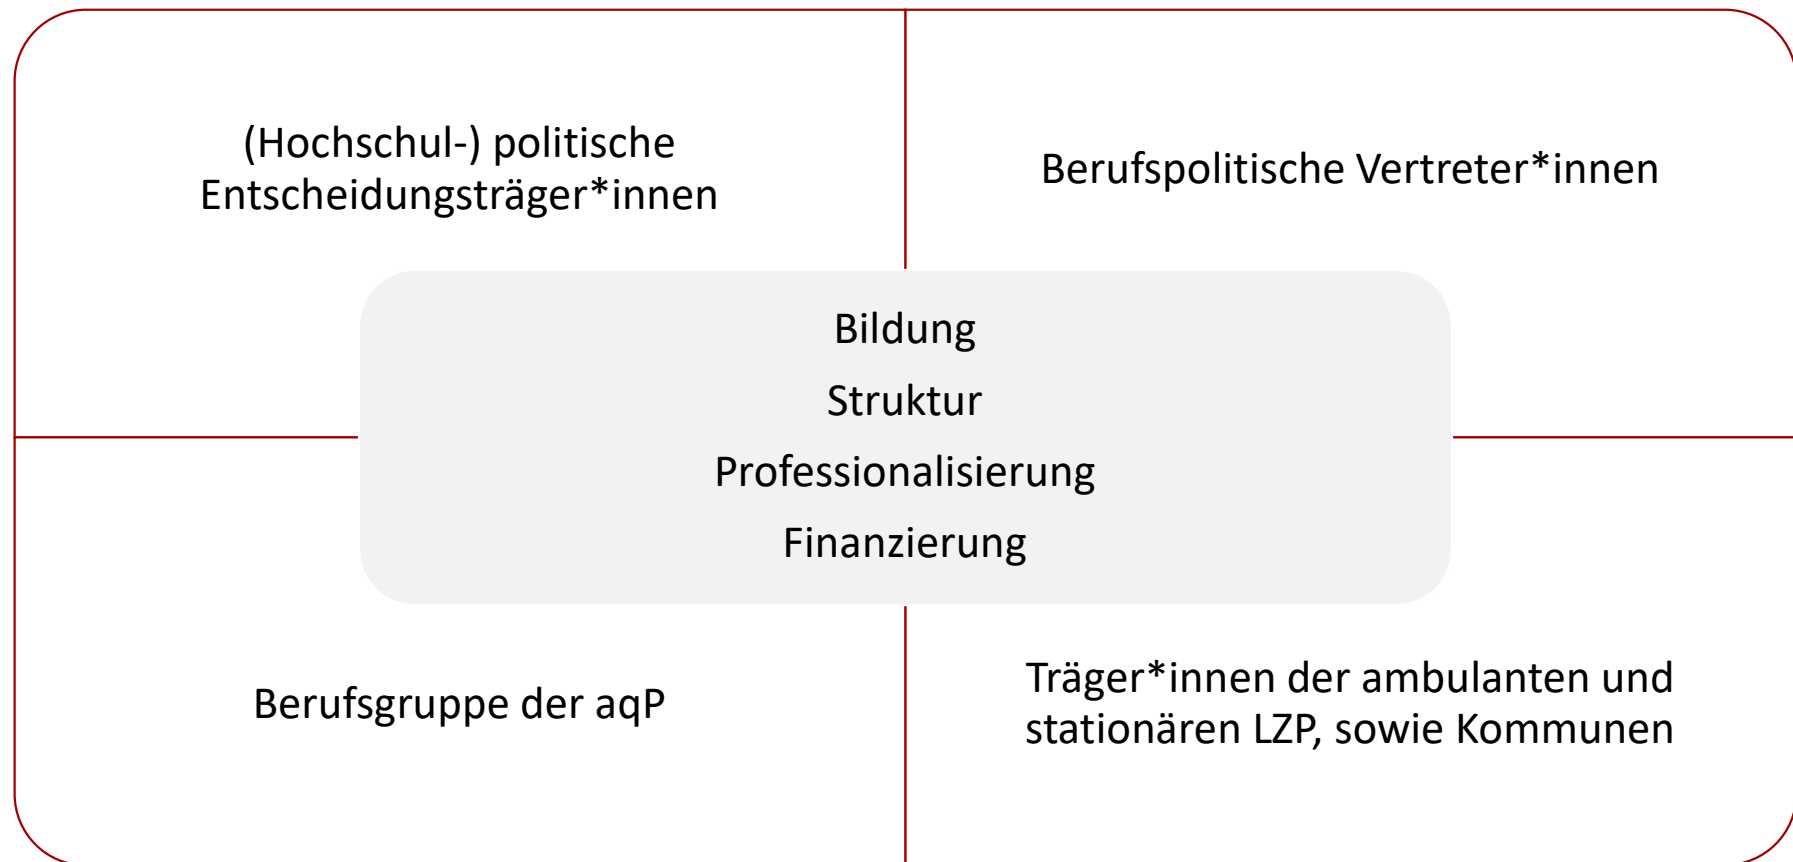 (Hochschul-) politische
Entscheidungsträger*innen
Berufspolitische Vertreter*innen
Bildung
Struktur
Professionalisierung
Finanzierung
Berufsgruppe der aqP
Träger*innen der ambulanten und
stationären LZP, sowie Kommunen